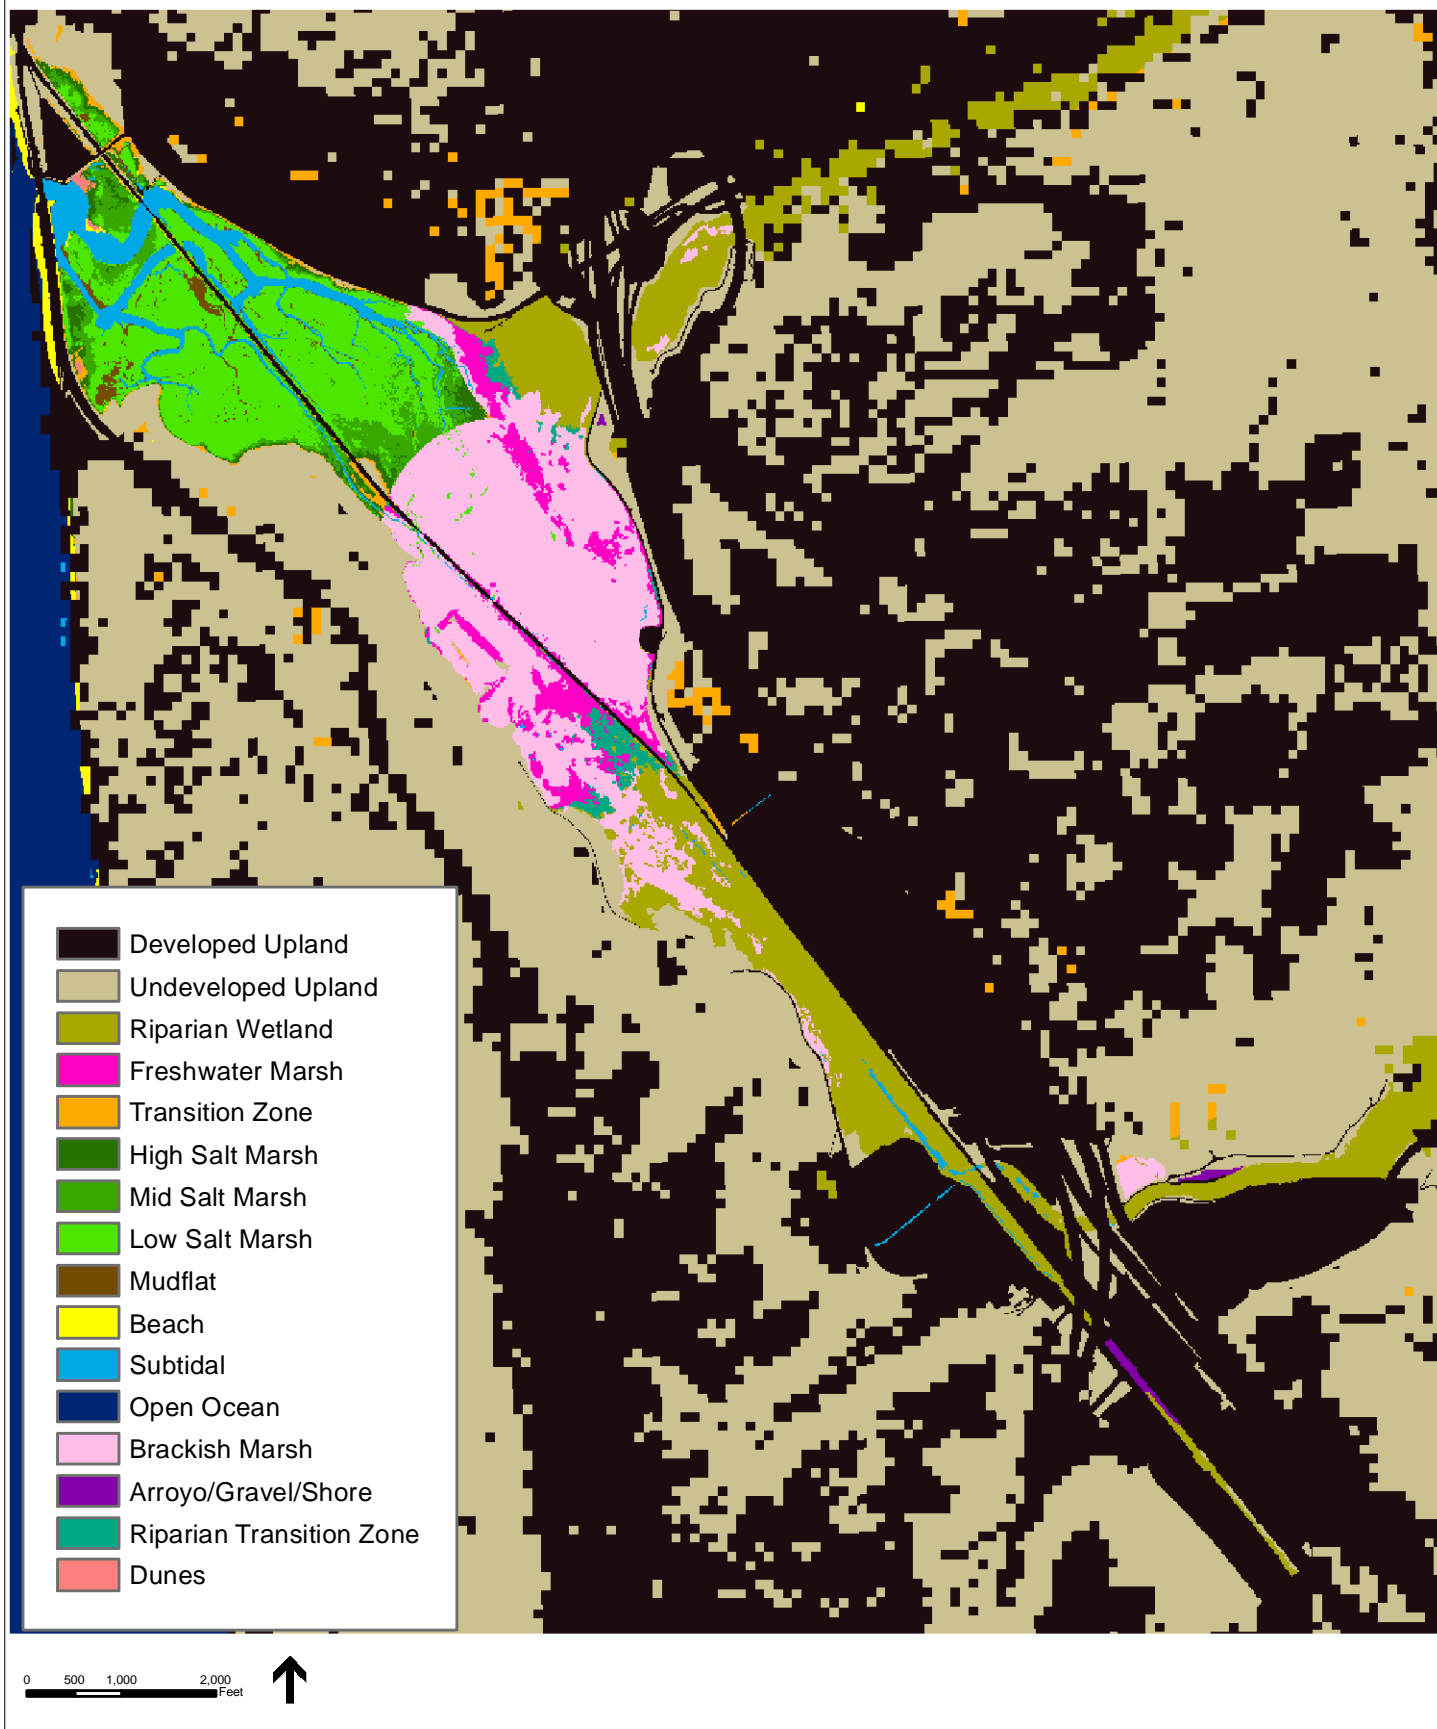 Developed Upland
Undeveloped Upland
Riparian Wetland
Freshwater Marsh
Transition Zone
High Salt Marsh
Mid Salt Marsh
Low Salt Marsh
Mudflat
Beach
Subtidal
Open Ocean
Brackish Marsh
Arroyo/Gravel/Shore
Riparian Transition Zone
Dunes
0 500 1,000 2,000
Feet